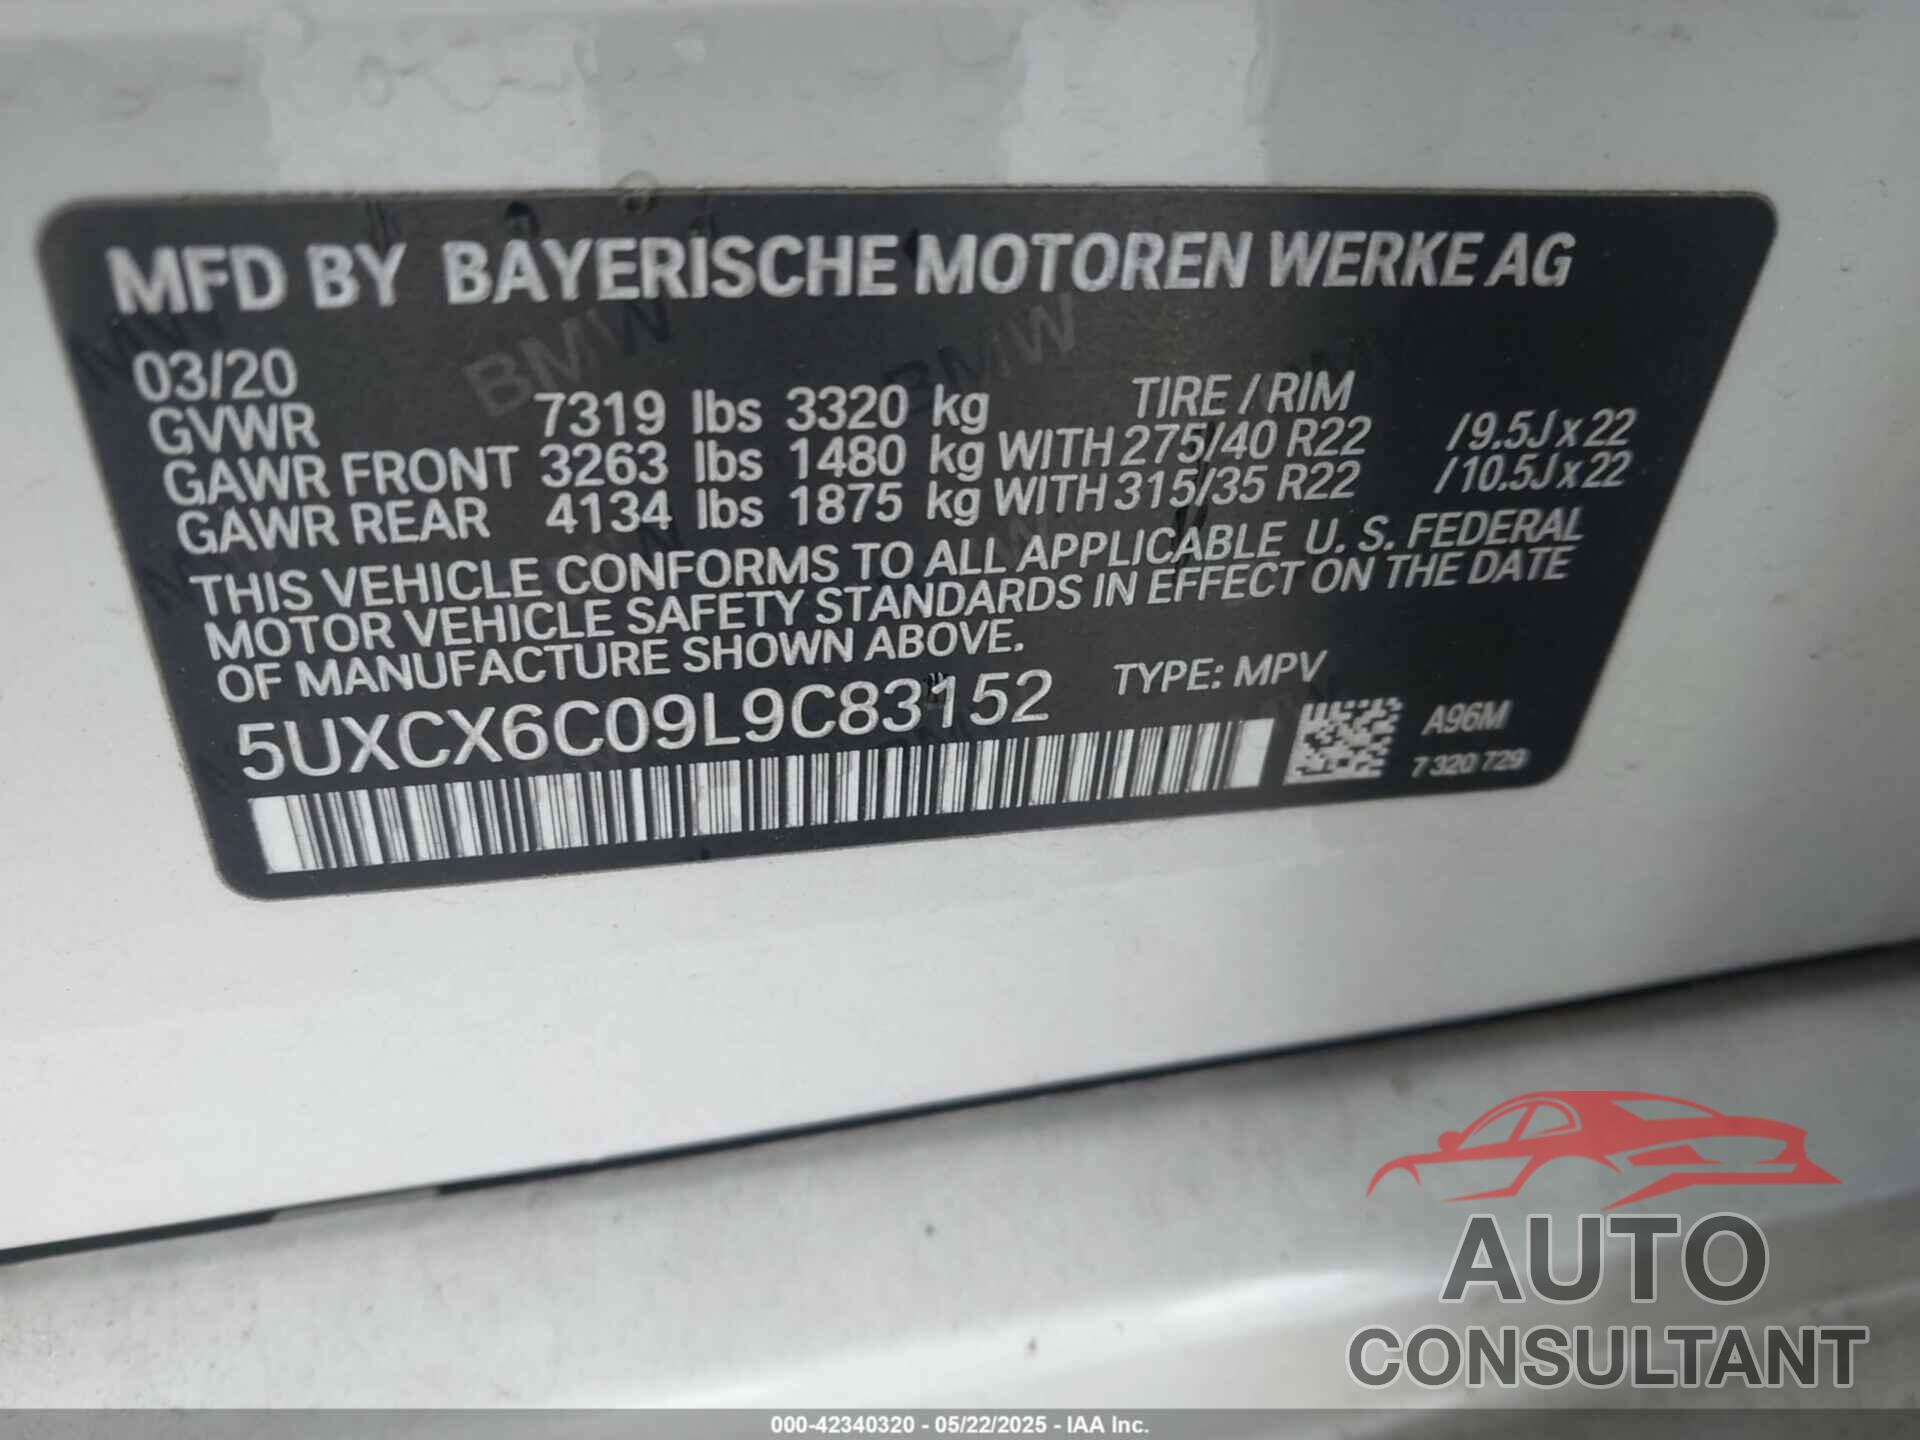 MFD BY BAYERISCHE MOTOREN WERKE AG
03/20
TIRE / RIM
GVWR 7319 lbs 3320 kg
GAWR FRONT 3263 lbs 1480 kg WITH 275/40 R22 /9.5J x 22
GAWR REAR 4134 lbs 1875 kg WITH 315/35 R22 /10.5J x 22
THIS VEHICLE CONFORMS TO ALL APPLICABLE U. S. FEDERAL
MOTOR VEHICLE SAFETY STANDARDS IN EFFECT ON THE DATE
OF MANUFACTURE SHOWN ABOVE.
5UXCX6C09L9C83152 TYPE: MPV
A96M
7 320 729
AUTO
CONSULTANT
000-42340320 - 05/22/2025 - IAA Inc.